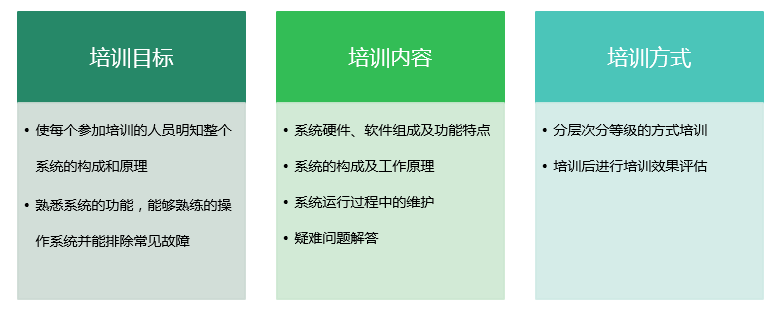 培训目标
• 使每个参加培训的人员明知整个
系统的构成和原理
• 熟悉系统的功能，能够熟练的操
作系统并能排除常见故障
培训内容
• 系统硬件、软件组成及功能特点
• 系统的构成及工作原理
• 系统运行过程中的维护
• 疑难问题解答
培训方式
• 分层次分等级的方式培训
• 培训后进行培训效果评估